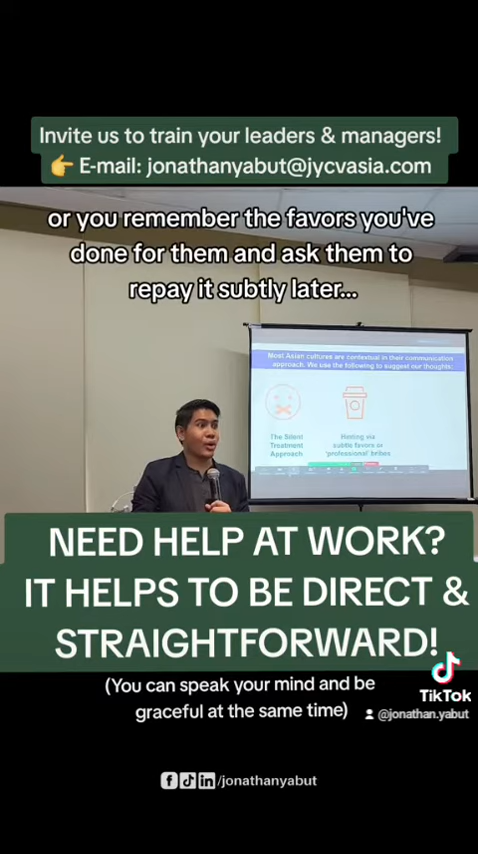 Invite us to train your leaders & managers!
👉 E-mail: jonathanyabut@jycvasia.com
or you remember the favors you've
done for them and ask them to
repay it subtly later...
Most Asian cultures are contextual in their communication
approach. We use the following to suggest our thoughts:
The Silent
Treatment
Approach
Hinting via
subtle favors or
'professional' bribes
NEED HELP AT WORK?
IT HELPS TO BE DIRECT &
STRAIGHTFORWARD!
(You can speak your mind and be
graceful at the same time)
TikTok
@jonathan.yabut
/jonathanyabut